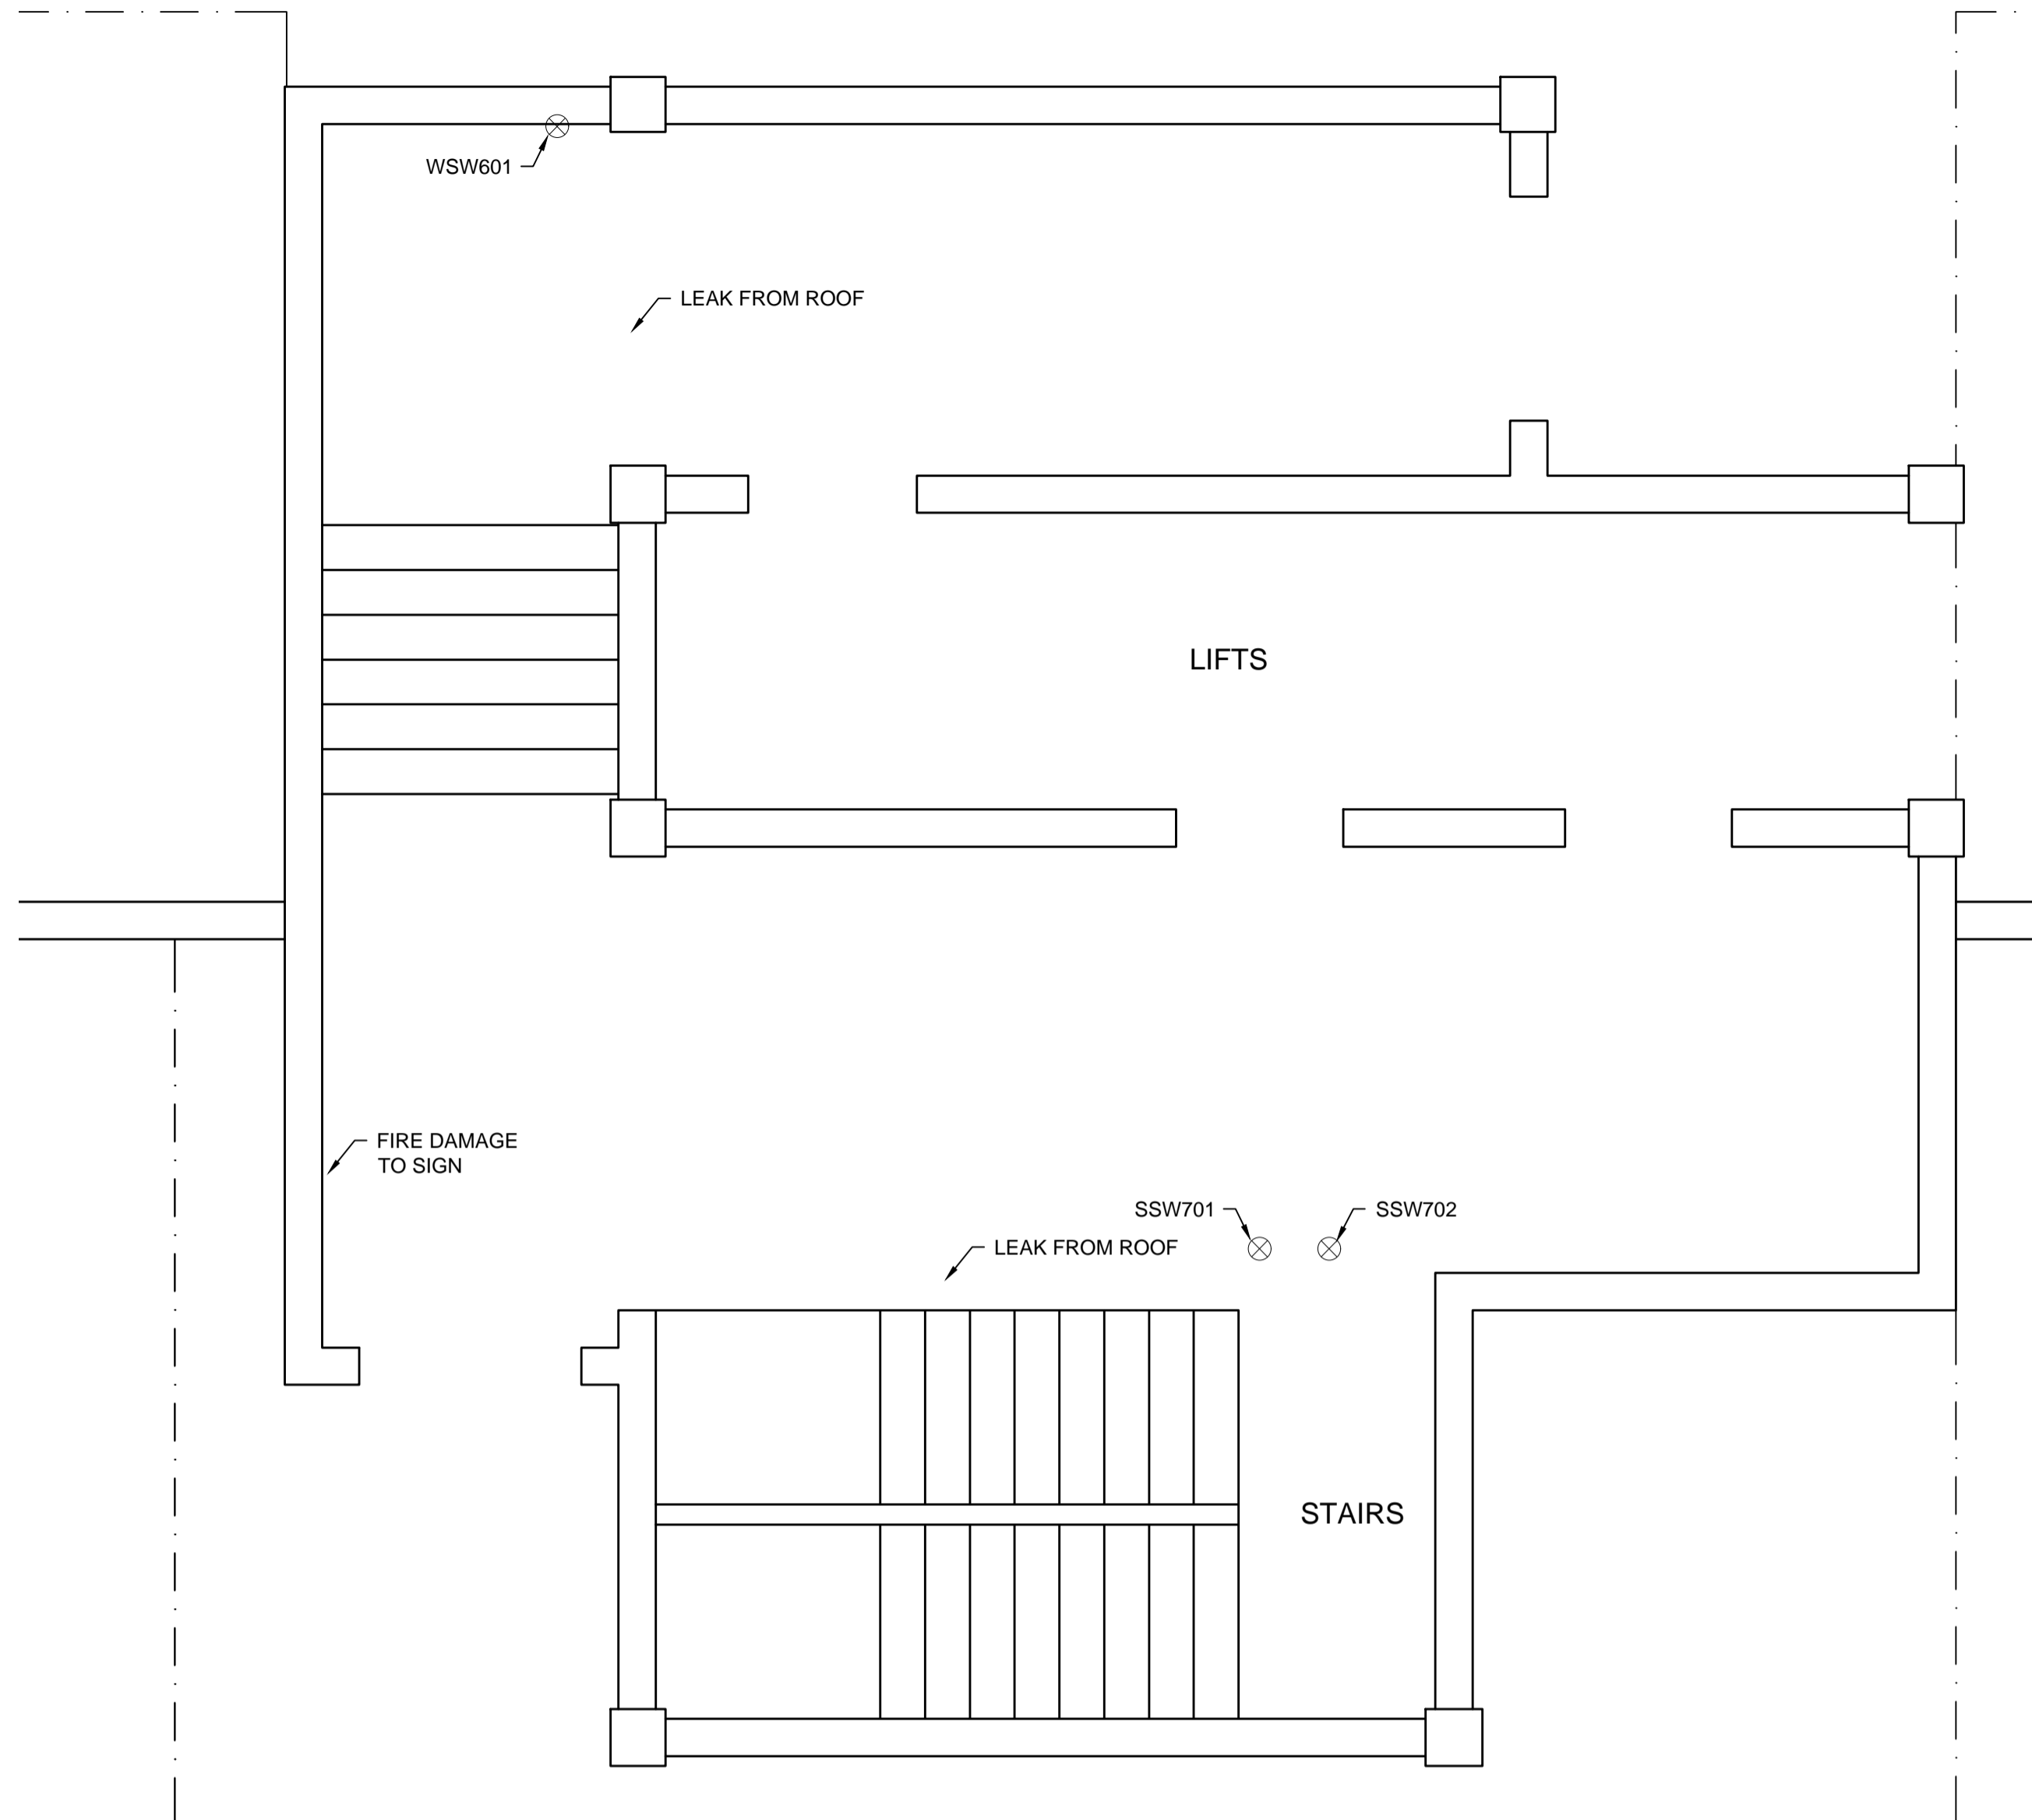 WSW601
LEAK FROM ROOF
LIFTS
FIRE DAMAGE
TO SIGN
SSW701
SSW702
LEAK FROM ROOF
STAIRS